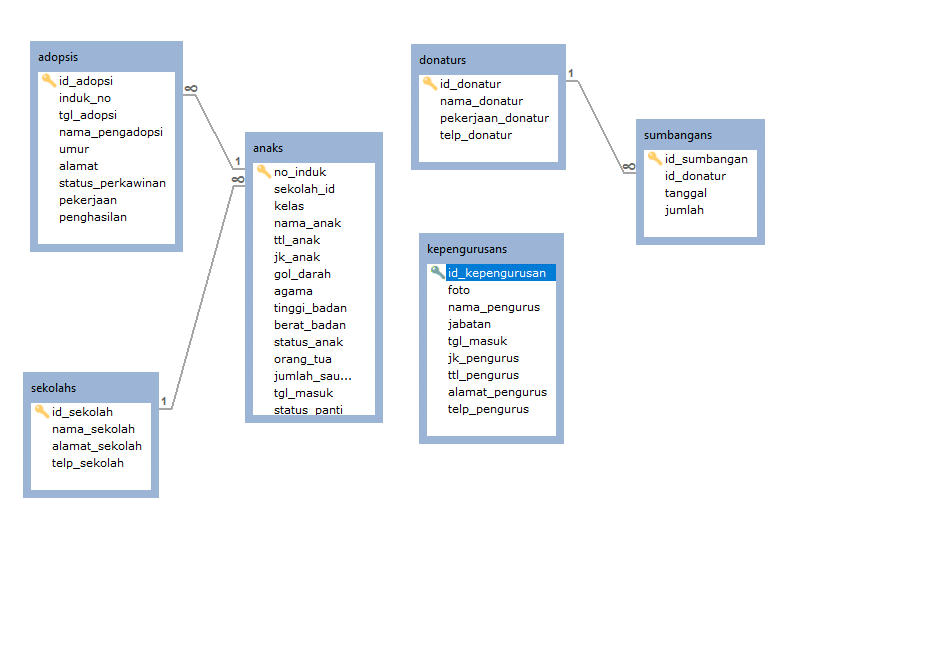 adopsis
id_adopsi
induk_no
tgl_adopsi
nama_pengadopsi
umur
alamat
status_perkawinan
pekerjaan
penghasilan
∞
1
anaks
no_induk
sekolah_id
kelas
nama_anak
ttl_anak
jk_anak
gol_darah
agama
tinggi_badan
berat_badan
status_anak
orang_tua
jumlah_sau...
tgl_masuk
status_panti
∞
1
sekolahs
id_sekolah
nama_sekolah
alamat_sekolah
telp_sekolah
donaturs
id_donatur
nama_donatur
pekerjaan_donatur
telp_donatur
1
∞
sumbangans
id_sumbangan
id_donatur
tanggal
jumlah
kepengurusans
id_kepengurusan
foto
nama_pengurus
jabatan
tgl_masuk
jk_pengurus
ttl_pengurus
alamat_pengurus
telp_pengurus